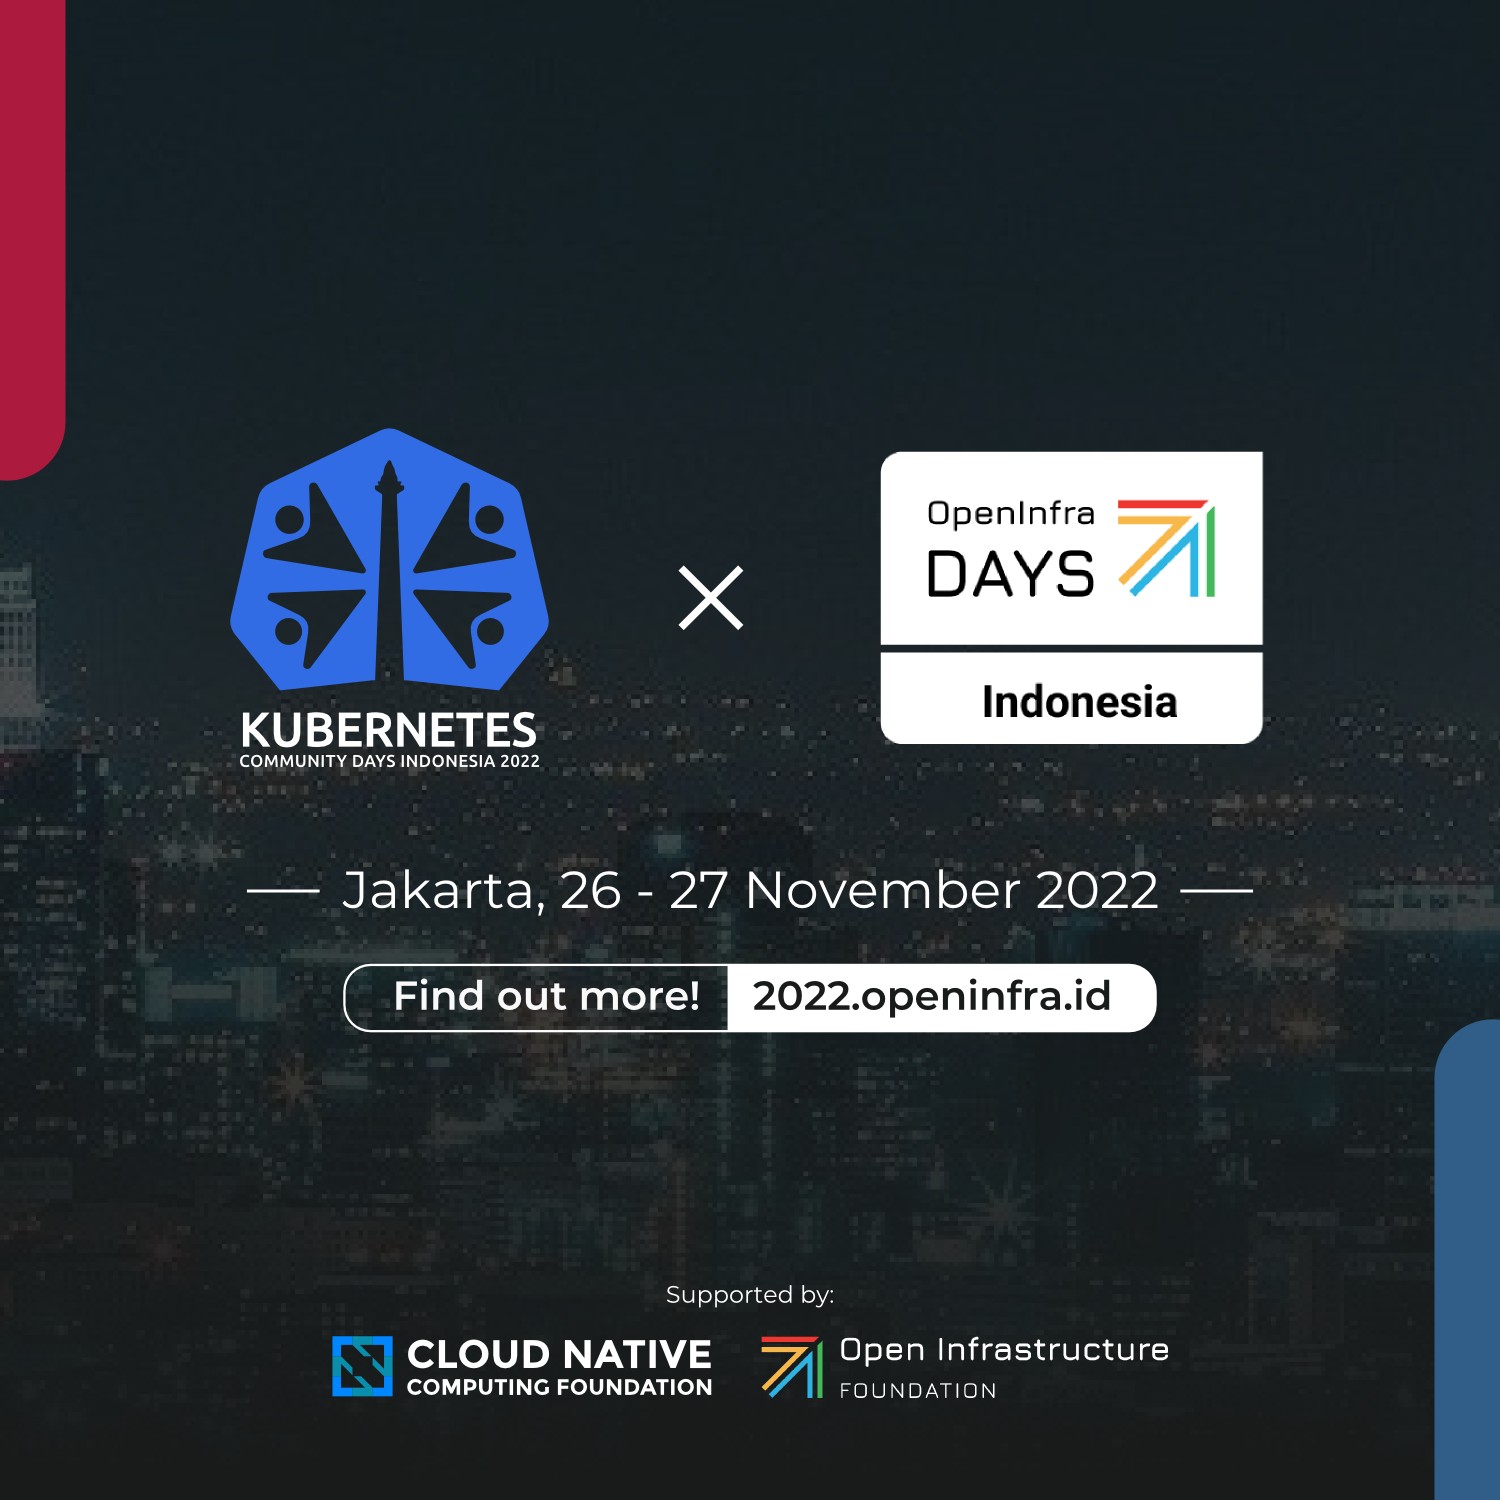 KUBERNETES
COMMUNITY DAYS INDONESIA 2022
OpenInfra
DAYS
Indonesia
Jakarta, 26 - 27 November 2022
Find out more! 2022.openinfra.id
Supported by:
CLOUD NATIVE
COMPUTING FOUNDATION
Open Infrastructure
FOUNDATION